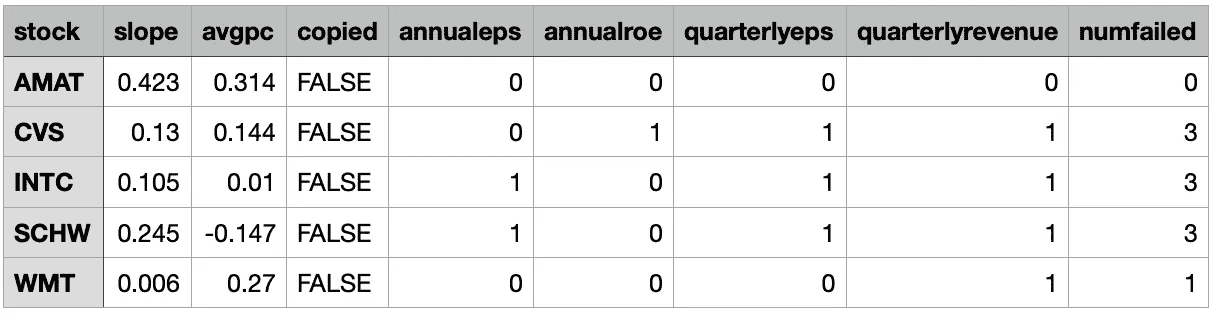 stock slope avgpc copied annualeps annualroe quarterlyeps quarterlyrevenue numfailed
AMAT 0.423 0.314 FALSE 0 0 0 0 0
CVS 0.13 0.144 FALSE 0 1 1 1 3
INTC 0.105 0.01 FALSE 1 0 1 1 3
SCHW 0.245 -0.147 FALSE 1 0 1 1 3
WMT 0.006 0.27 FALSE 0 0 0 1 1